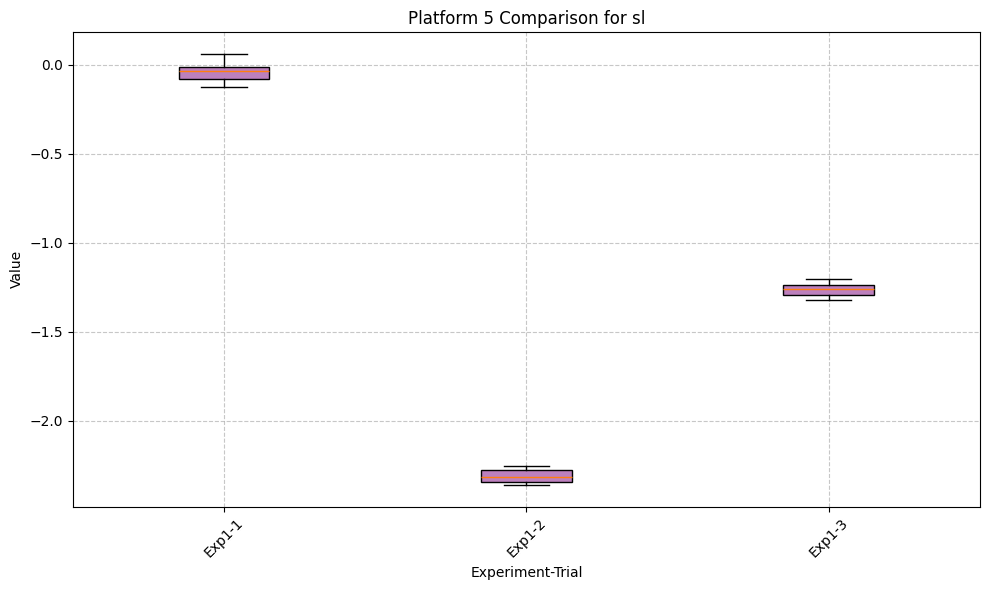 Platform 5 Comparison for sl
0.0
−0.5
−1.0
−1.5
−2.0
Value
Exp1-1
Exp1-2
Exp1-3
Experiment-Trial